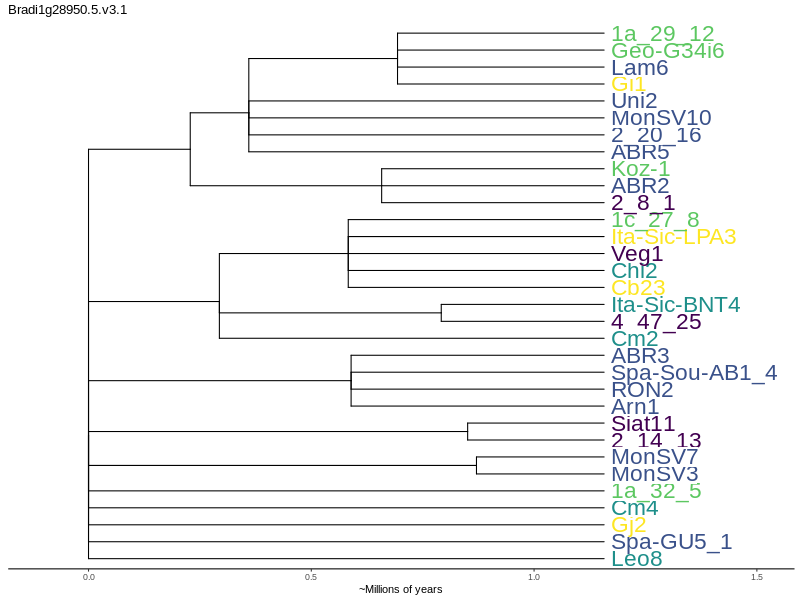 Bradi1g28950.5.v3.1
1a_29_12
Geo-G34i6
Lam6
Gi1
Uni2
MonSV10
2_20_16
ABR5
Koz-1
ABR2
2_8_1
1c_27_8
Ita-Sic-LPA3
Veg1
Chi2
Cb23
Ita-Sic-BNT4
4_47_25
Cm2
ABR3
Spa-Sou-AB1_4
RON2
Arn1
Siat11
2_14_13
MonSV7
MonSV3
1a_32_5
Cm4
Gj2
Spa-GU5_1
Leo8
0.0 0.5 1.0 1.5
~Millions of years